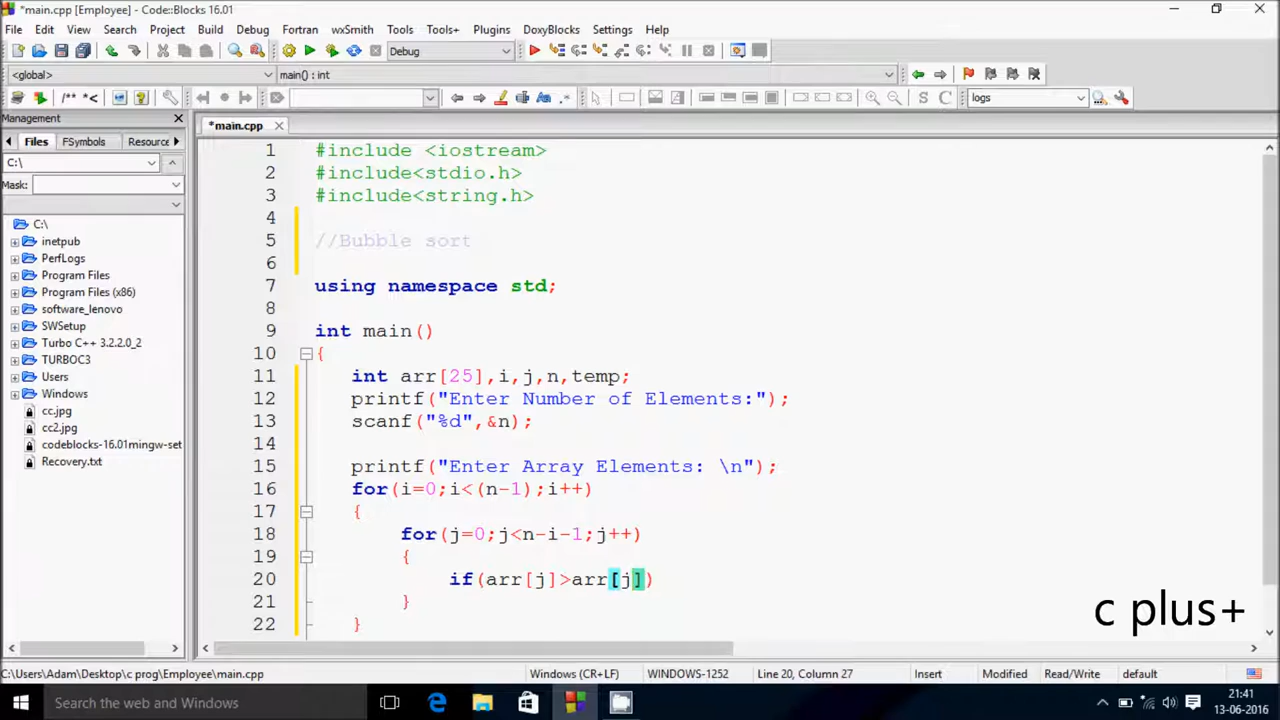 *main.cpp [Employee] - Code::Blocks 16.01
File Edit View Search Project Build Debug Fortran wxSmith Tools Tools+ Plugins DoxyBlocks Settings Help
Debug
<global> main() : int
/** *< Aa .* S C logs
Management
Files FSymbols Resource
*main.cpp
C:\
Mask:
C:\
inetpub
PerfLogs
Program Files
Program Files (x86)
software_lenovo
SWSetup
Turbo C++ 3.2.2.0_2
TURBOC3
Users
Windows
cc.jpg
cc2.jpg
codeblocks-16.01mingw-set
Recovery.txt
1 #include <iostream>
2 #include<stdio.h>
3 #include<string.h>
4
5 //Bubble sort
6
7 using namespace std;
8
9 int main()
10 {
11 int arr[25],i,j,n,temp;
12 printf("Enter Number of Elements:");
13 scanf("%d",&n);
14
15 printf("Enter Array Elements: \n");
16 for(i=0;i<(n-1);i++)
17 {
18 for(j=0;j<n-i-1;j++)
19 {
20 if(arr[j]>arr[j])
21 }
22 }
c plus+
C:\Users\Adam\Desktop\c prog\Employee\main.cpp Windows (CR+LF) WINDOWS-1252 Line 20, Column 27 Insert Modified Read/Write default
Search the web and Windows
21:41
13-06-2016